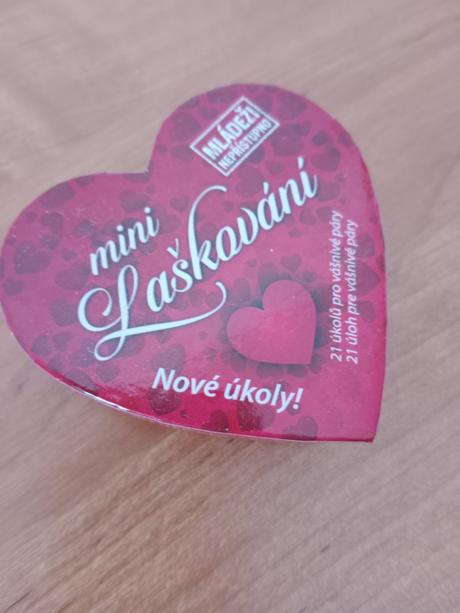 MLÁDEŽI
NEPŘÍSTUPNO
mini
Laškování
Nové úkoly!
21 úkolů pro vášnivé páry
21 úloh pre vášnivé páry